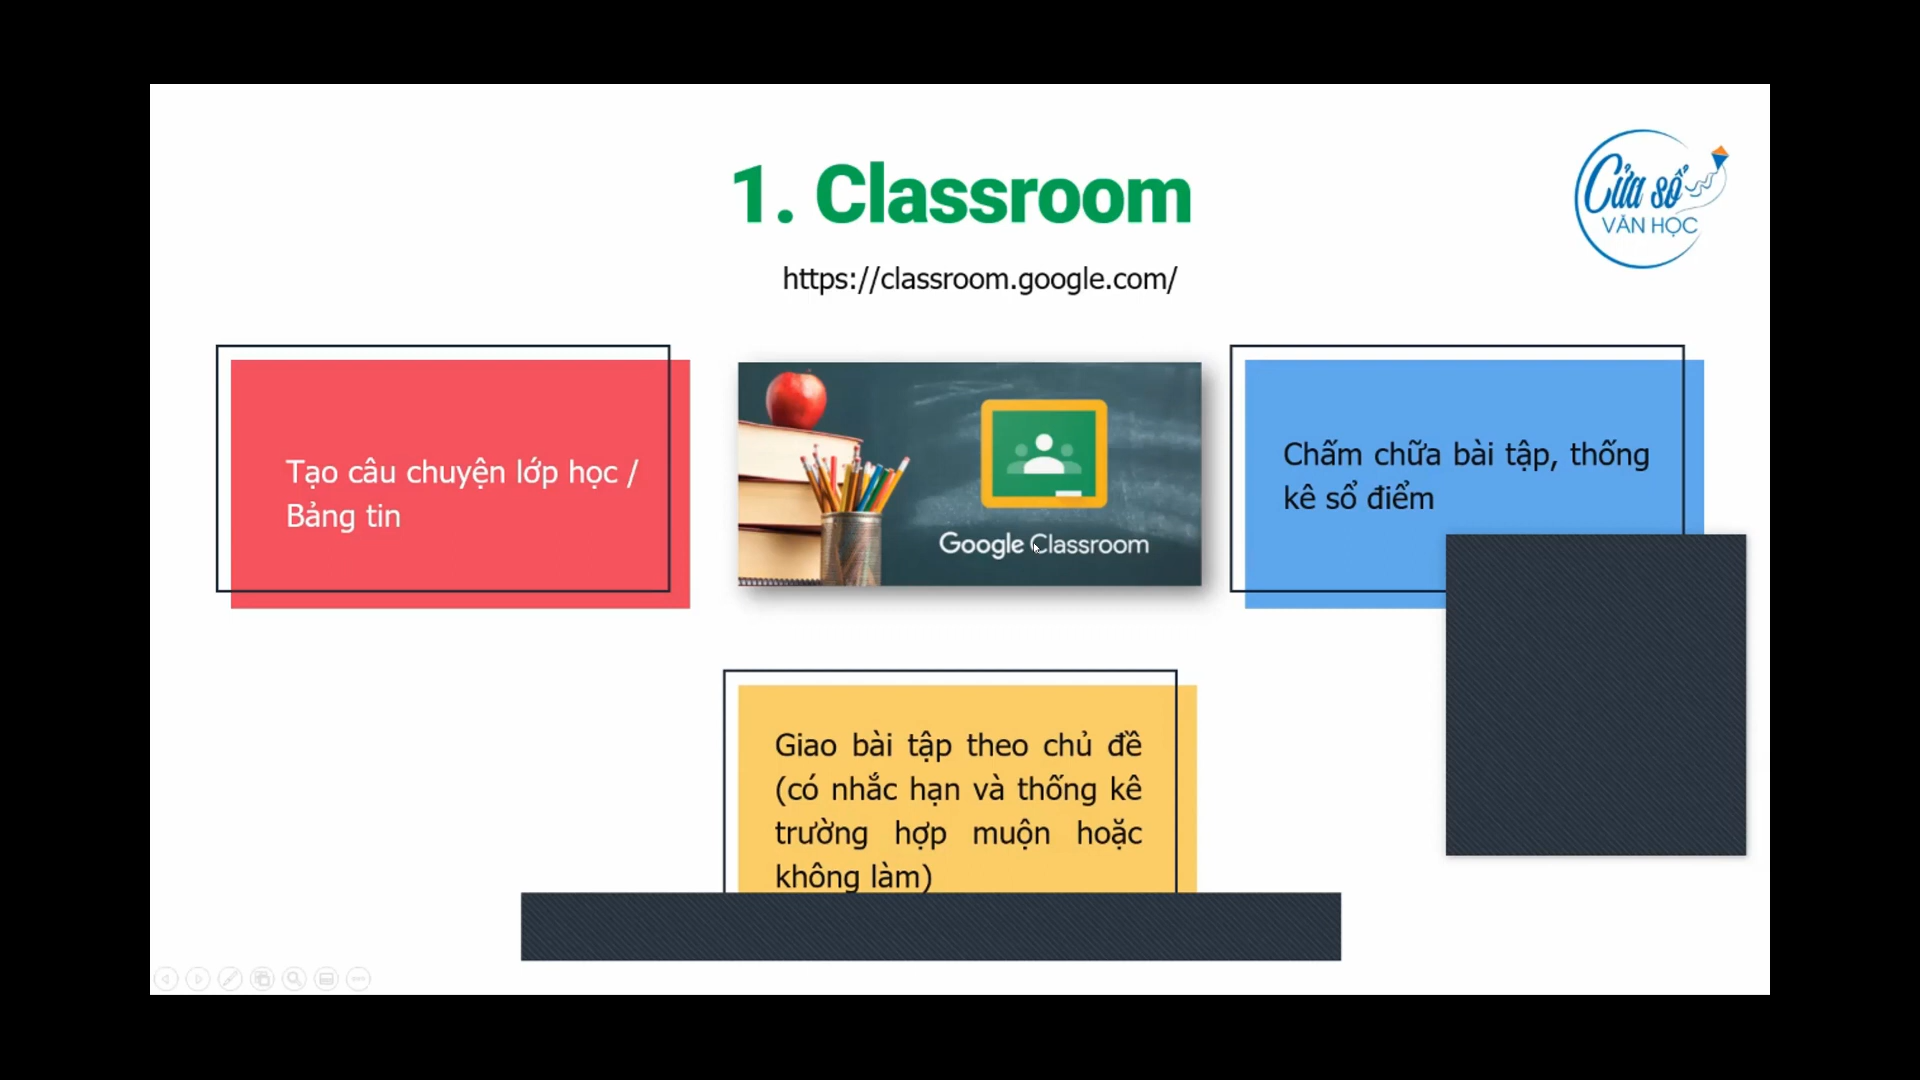 1. Classroom
Cửa sổ
VĂN HỌC
https://classroom.google.com/
Tạo câu chuyện lớp học /
Bảng tin
Google Classroom
Chấm chữa bài tập, thống
kê sổ điểm
Giao bài tập theo chủ đề
(có nhắc hạn và thống kê
trường hợp muộn hoặc
không làm)